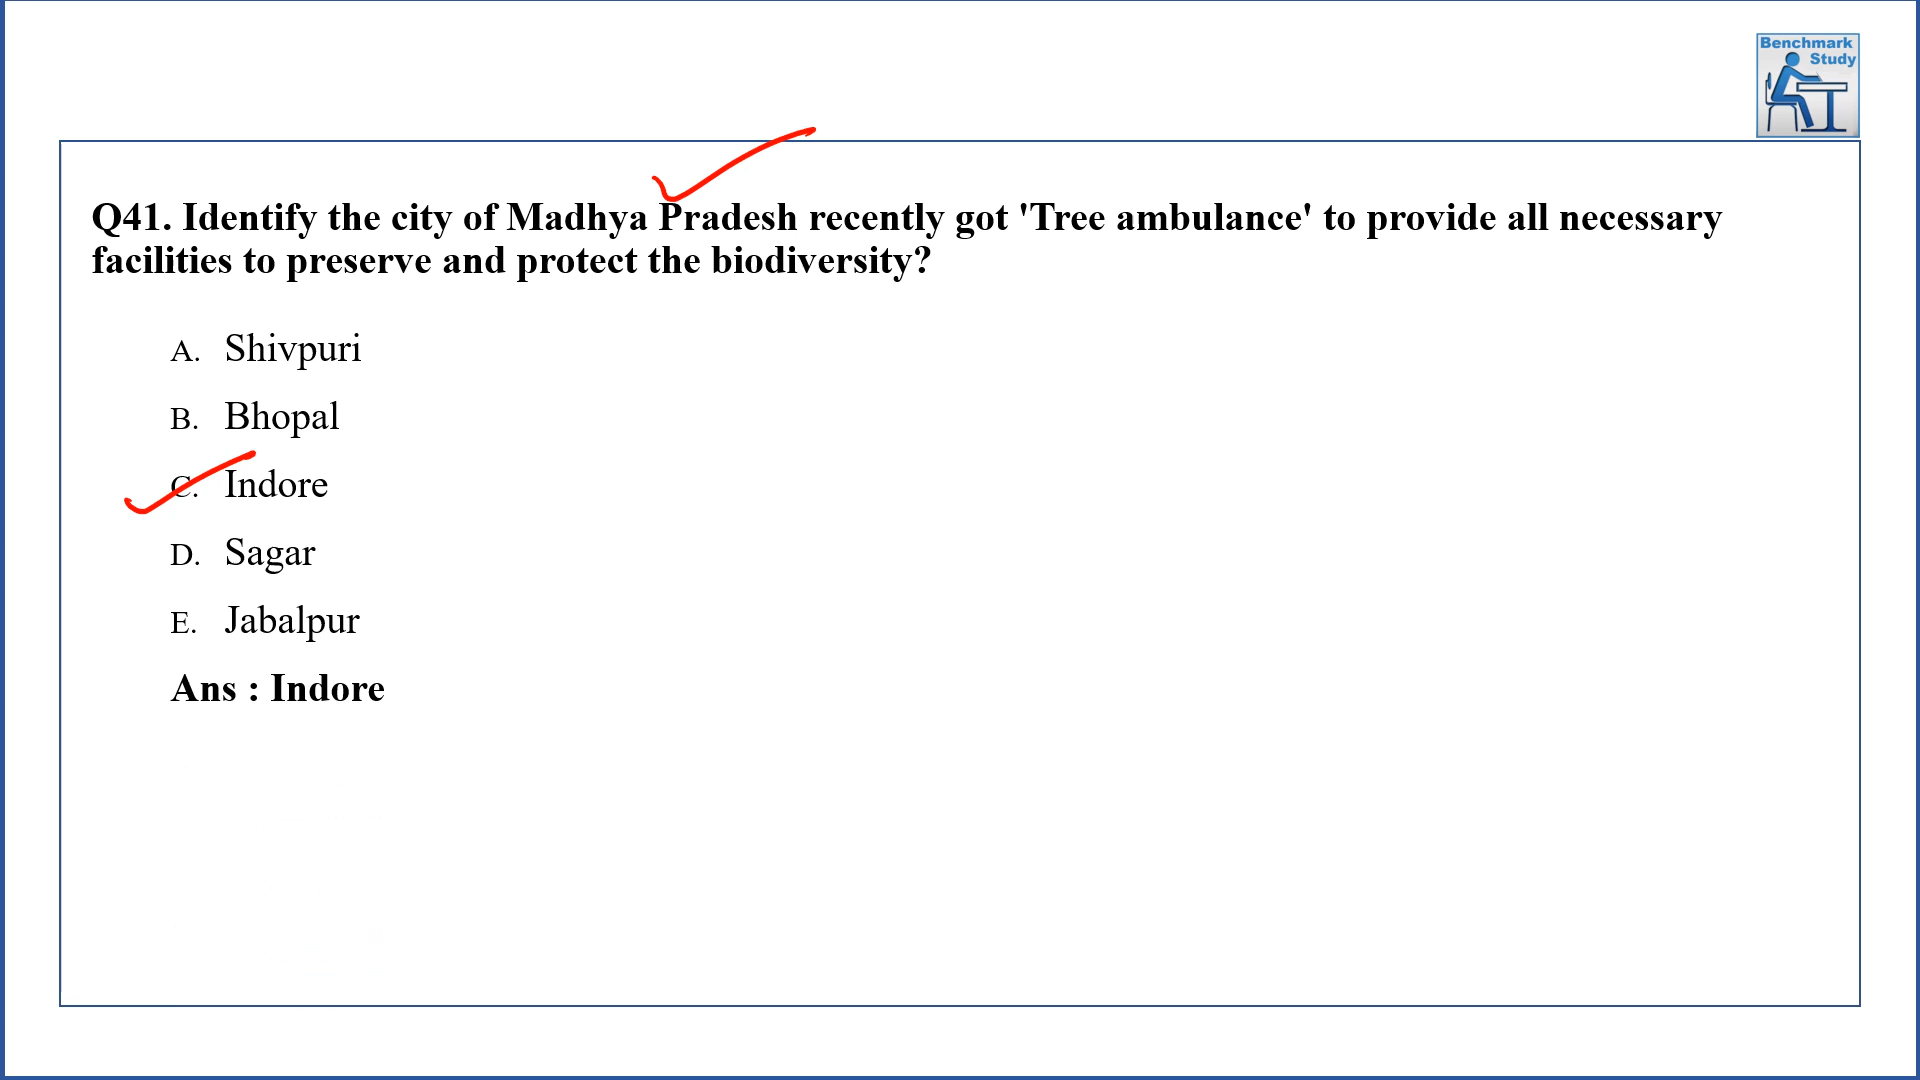 Benchmark
Study
Q41. Identify the city of Madhya Pradesh recently got 'Tree ambulance' to provide all necessary
facilities to preserve and protect the biodiversity?
A. Shivpuri
B. Bhopal
C. Indore
D. Sagar
E. Jabalpur
Ans : Indore